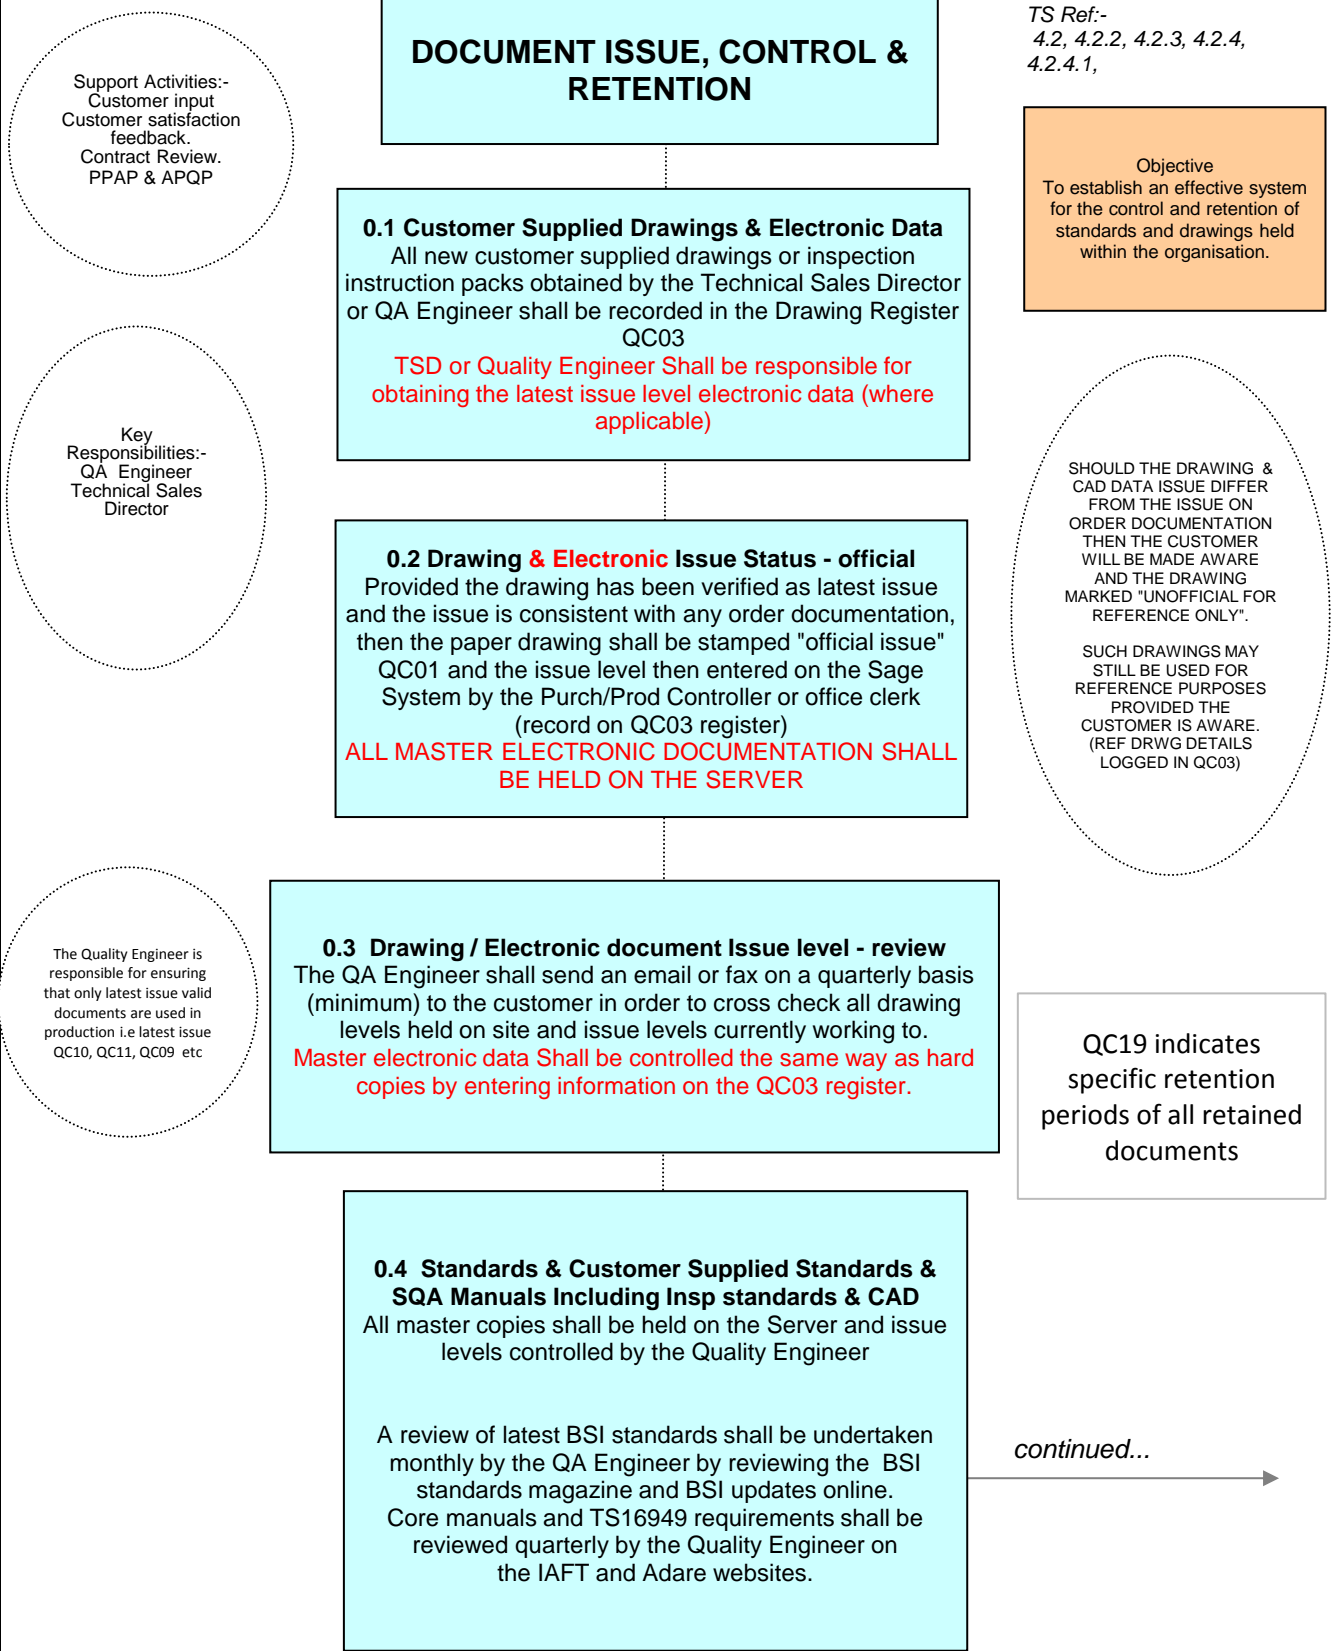 DOCUMENT ISSUE, CONTROL &
RETENTION
TS Ref:-
4.2, 4.2.2, 4.2.3, 4.2.4,
4.2.4.1,
Support Activities:-
Customer input
Customer satisfaction
feedback.
Contract Review.
PPAP & APQP
Objective
To establish an effective system
for the control and retention of
standards and drawings held
within the organisation.
0.1 Customer Supplied Drawings & Electronic Data
All new customer supplied drawings or inspection
instruction packs obtained by the Technical Sales Director
or QA Engineer shall be recorded in the Drawing Register
QC03
TSD or Quality Engineer Shall be responsible for
obtaining the latest issue level electronic data (where
applicable)
Key
Responsibilities:-
QA  Engineer
Technical Sales
Director
SHOULD THE DRAWING  &
CAD DATA ISSUE DIFFER
FROM THE ISSUE ON
ORDER DOCUMENTATION
THEN THE CUSTOMER
WILL BE MADE AWARE
AND THE DRAWING
MARKED "UNOFFICIAL FOR
REFERENCE ONLY".
SUCH DRAWINGS MAY
STILL BE USED FOR
REFERENCE PURPOSES
PROVIDED THE
CUSTOMER IS AWARE.
(REF DRWG DETAILS
LOGGED IN QC03)
0.2 Drawing & Electronic Issue Status - official
Provided the drawing has been verified as latest issue
and the issue is consistent with any order documentation,
then the paper drawing shall be stamped "official issue"
QC01 and the issue level then entered on the Sage
System by the Purch/Prod Controller or office clerk
(record on QC03 register)
ALL MASTER ELECTRONIC DOCUMENTATION SHALL
BE HELD ON THE SERVER
The Quality Engineer is
responsible for ensuring
that only latest issue valid
documents are used in
production i.e latest issue
QC10, QC11, QC09  etc
0.3  Drawing / Electronic document Issue level - review
The QA Engineer shall send an email or fax on a quarterly basis
(minimum) to the customer in order to cross check all drawing
levels held on site and issue levels currently working to.
Master electronic data Shall be controlled the same way as hard
copies by entering information on the QC03 register.
QC19 indicates
specific retention
periods of all retained
documents
0.4  Standards & Customer Supplied Standards &
SQA Manuals Including Insp standards & CAD
All master copies shall be held on the Server and issue
levels controlled by the Quality Engineer
A review of latest BSI standards shall be undertaken
monthly by the QA Engineer by reviewing the  BSI
standards magazine and BSI updates online.
Core manuals and TS16949 requirements shall be
reviewed quarterly by the Quality Engineer on
the IAFT and Adare websites.
continued...